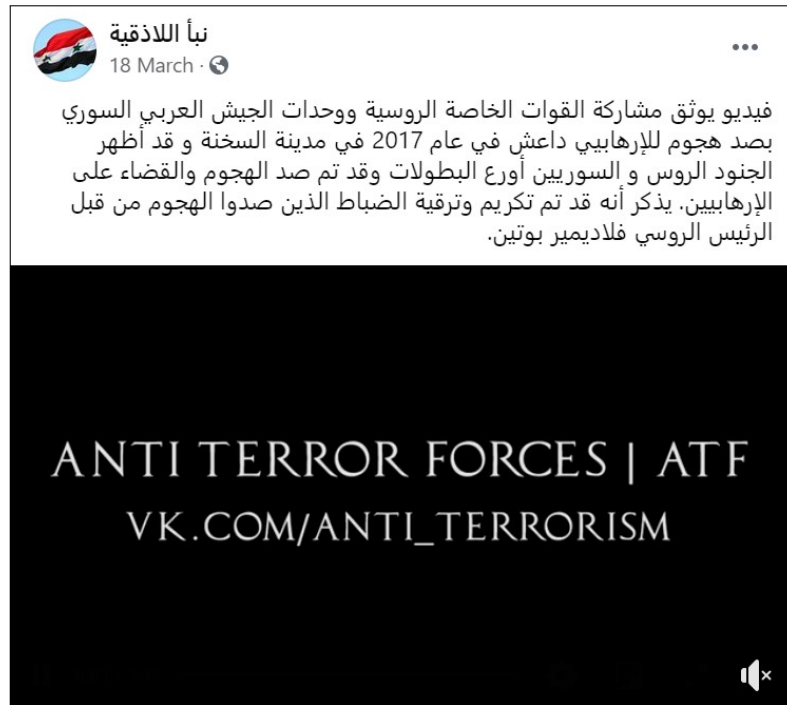 نبأ اللاذقية
18 March ·
فيديو يوثق مشاركة القوات الخاصة الروسية ووحدات الجيش العربي السوري
بصد هجوم للإرهابيي داعش في عام 2017 في مدينة السخنة و قد أظهر
الجنود الروس و السوريين أورع البطولات وقد تم صد الهجوم والقضاء على
الإرهابيين. يذكر أنه قد تم تكريم وترقية الضباط الذين صدوا الهجوم من قبل
الرئيس الروسي فلاديمير بوتين.
ANTI TERROR FORCES | ATF
VK.COM/ANTI_TERRORISM